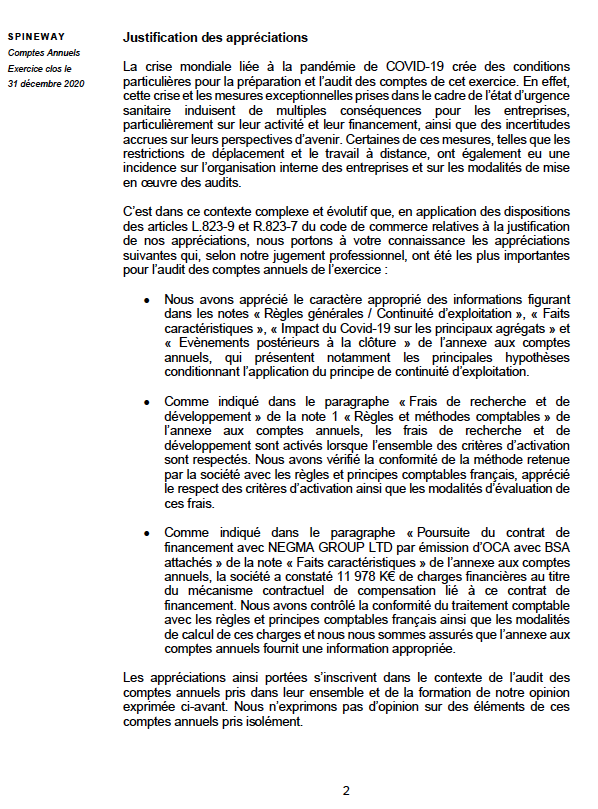 SPINEWAY
Comptes Annuels
Exercice clos le
31 décembre 2020
Justification des appréciations
La crise mondiale liée à la pandémie de COVID-19 crée des conditions
particulières pour la préparation et l'audit des comptes de cet exercice. En effet,
cette crise et les mesures exceptionnelles prises dans le cadre de l'état d'urgence
sanitaire induisent de multiples conséquences pour les entreprises,
particulièrement sur leur activité et leur financement, ainsi que des incertitudes
accrues sur leurs perspectives d'avenir. Certaines de ces mesures, telles que les
restrictions de déplacement et le travail à distance, ont également eu une
incidence sur l'organisation interne des entreprises et sur les modalités de mise
en œuvre des audits.
C'est dans ce contexte complexe et évolutif que, en application des dispositions
des articles L.823-9 et R.823-7 du code de commerce relatives à la justification
de nos appréciations, nous portons à votre connaissance les appréciations
suivantes qui, selon notre jugement professionnel, ont été les plus importantes
pour l'audit des comptes annuels de l'exercice :
• Nous avons apprécié le caractère approprié des informations figurant
dans les notes « Règles générales / Continuité d'exploitation », « Faits
caractéristiques », « Impact du Covid-19 sur les principaux agrégats » et
« Evènements postérieurs à la clôture » de l'annexe aux comptes
annuels, qui présentent notamment les principales hypothèses
conditionnant l'application du principe de continuité d'exploitation.
• Comme indiqué dans le paragraphe « Frais de recherche et de
développement » de la note 1 « Règles et méthodes comptables » de
l'annexe aux comptes annuels, les frais de recherche et de
développement sont activés lorsque l'ensemble des critères d'activation
sont respectés. Nous avons vérifié la conformité de la méthode retenue
par la société avec les règles et principes comptables français, apprécié
le respect des critères d'activation ainsi que les modalités d'évaluation de
ces frais.
• Comme indiqué dans le paragraphe « Poursuite du contrat de
financement avec NEGMA GROUP LTD par émission d'OCA avec BSA
attachés » de la note « Faits caractéristiques » de l'annexe aux comptes
annuels, la société a constaté 11 978 K€ de charges financières au titre
du mécanisme contractuel de compensation lié à ce contrat de
financement. Nous avons contrôlé la conformité du traitement comptable
avec les règles et principes comptables français ainsi que les modalités
de calcul de ces charges et nous nous sommes assurés que l'annexe aux
comptes annuels fournit une information appropriée.
Les appréciations ainsi portées s'inscrivent dans le contexte de l'audit des
comptes annuels pris dans leur ensemble et de la formation de notre opinion
exprimée ci-avant. Nous n'exprimons pas d'opinion sur des éléments de ces
comptes annuels pris isolément.
2